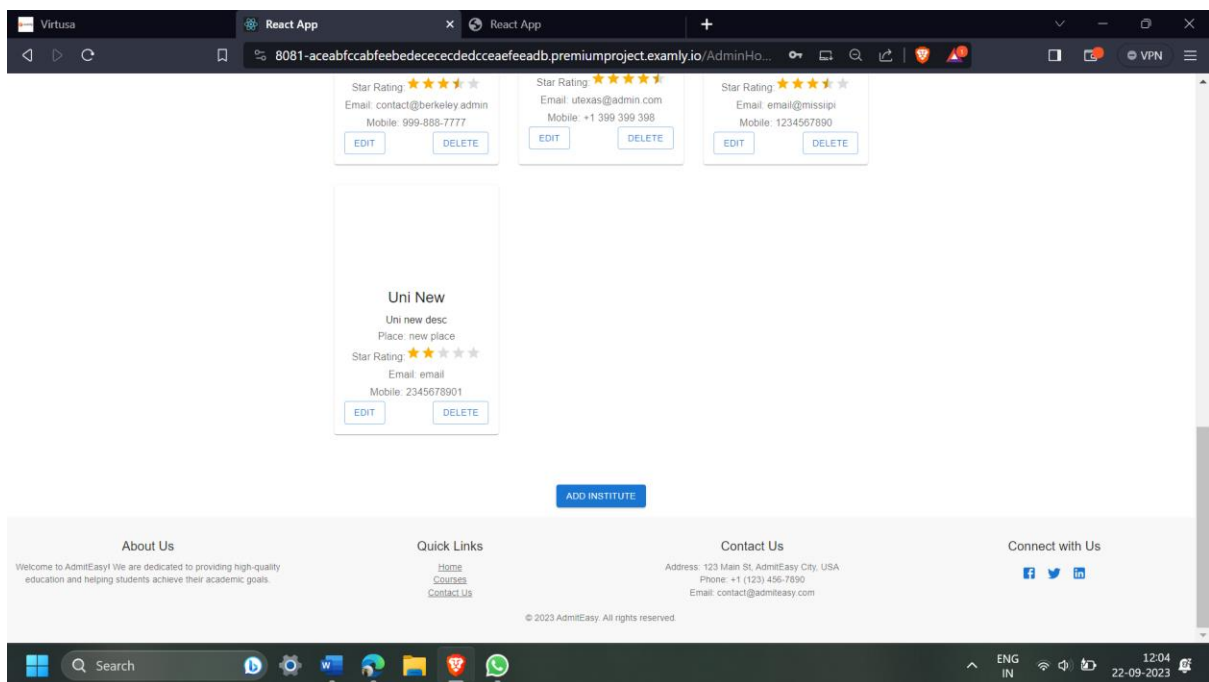 Virtusa
React App
React App
8081-aceabfccabfeebedecececdedcceaefeeadb.premiumproject.examly.io/AdminHo...
VPN
Star Rating:
Email: contact@berkeley.admin
Mobile: 999-888-7777
EDIT DELETE
Star Rating:
Email: utexas@admin.com
Mobile: +1 399 399 398
EDIT DELETE
Star Rating:
Email: email@missiipi
Mobile: 1234567890
EDIT DELETE
Uni New
Uni new desc
Place: new place
Star Rating:
Email: email
Mobile: 2345678901
EDIT DELETE
ADD INSTITUTE
About Us
Welcome to AdmitEasy! We are dedicated to providing high-quality
education and helping students achieve their academic goals.
Quick Links
Home
Courses
Contact Us
Contact Us
Address: 123 Main St, AdmitEasy City, USA
Phone: +1 (123) 456-7890
Email: contact@admiteasy.com
Connect with Us
© 2023 AdmitEasy. All rights reserved.
Search
ENG
IN
12:04
22-09-2023